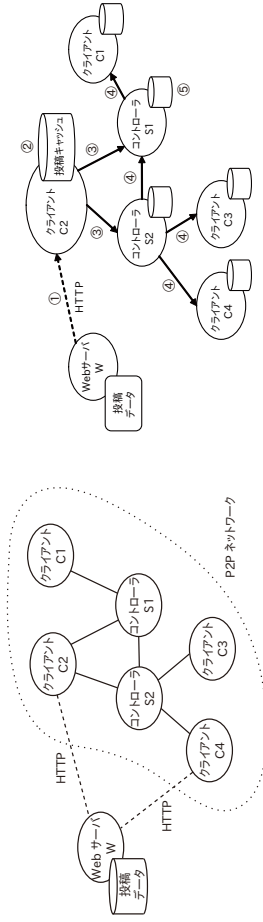 投稿
データ
Web サーバ
W
HTTP
HTTP
クライアント
C2
クライアント
C1
コントローラ
S2
コントローラ
S1
クライアント
C4
クライアント
C3
P2P ネットワーク
投稿
データ
Webサーバ
W
①
HTTP
クライアント
C2
投稿キャッシュ
②
③
③
コントローラ
S2
④
コントローラ
S1
④
クライアント
C1
⑤
④
④
クライアント
C4
クライアント
C3